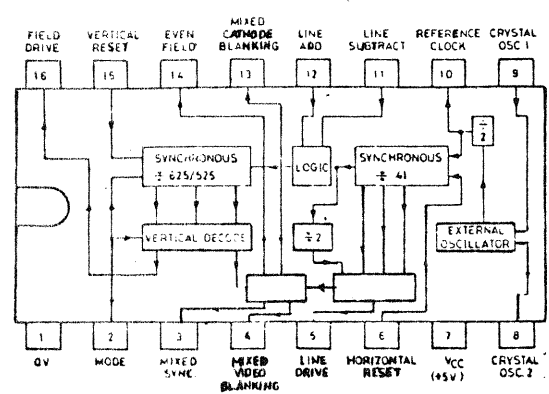 FIELD DRIVE
VERTICAL RESET
EVEN FIELD
MIXED CATHODE BLANKING
LINE ADD
LINE SUBTRACT
REFERENCE CLOCK
CRYSTAL OSC. 1
16 15 14 13 12 11 10 9
SYNCHRONOUS
÷ 625/525
LOGIC
SYNCHRONOUS
÷ 41
÷ 2
VERTICAL DECODE
÷ 2
EXTERNAL
OSCILLATOR
1 2 3 4 5 6 7 8
0V
MODE
MIXED SYNC.
MIXED VIDEO BLANKING
LINE DRIVE
HORIZONTAL RESET
VCC (+5V)
CRYSTAL OSC. 2